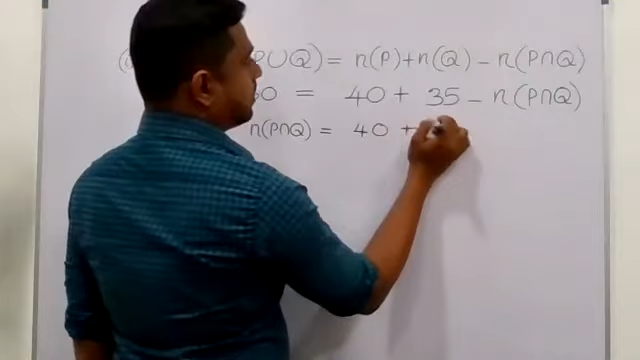 P∪Q) = n(P)+n(Q) - n(P∩Q)
0 = 40 + 35 - n(P∩Q)
n(P∩Q) = 40 +